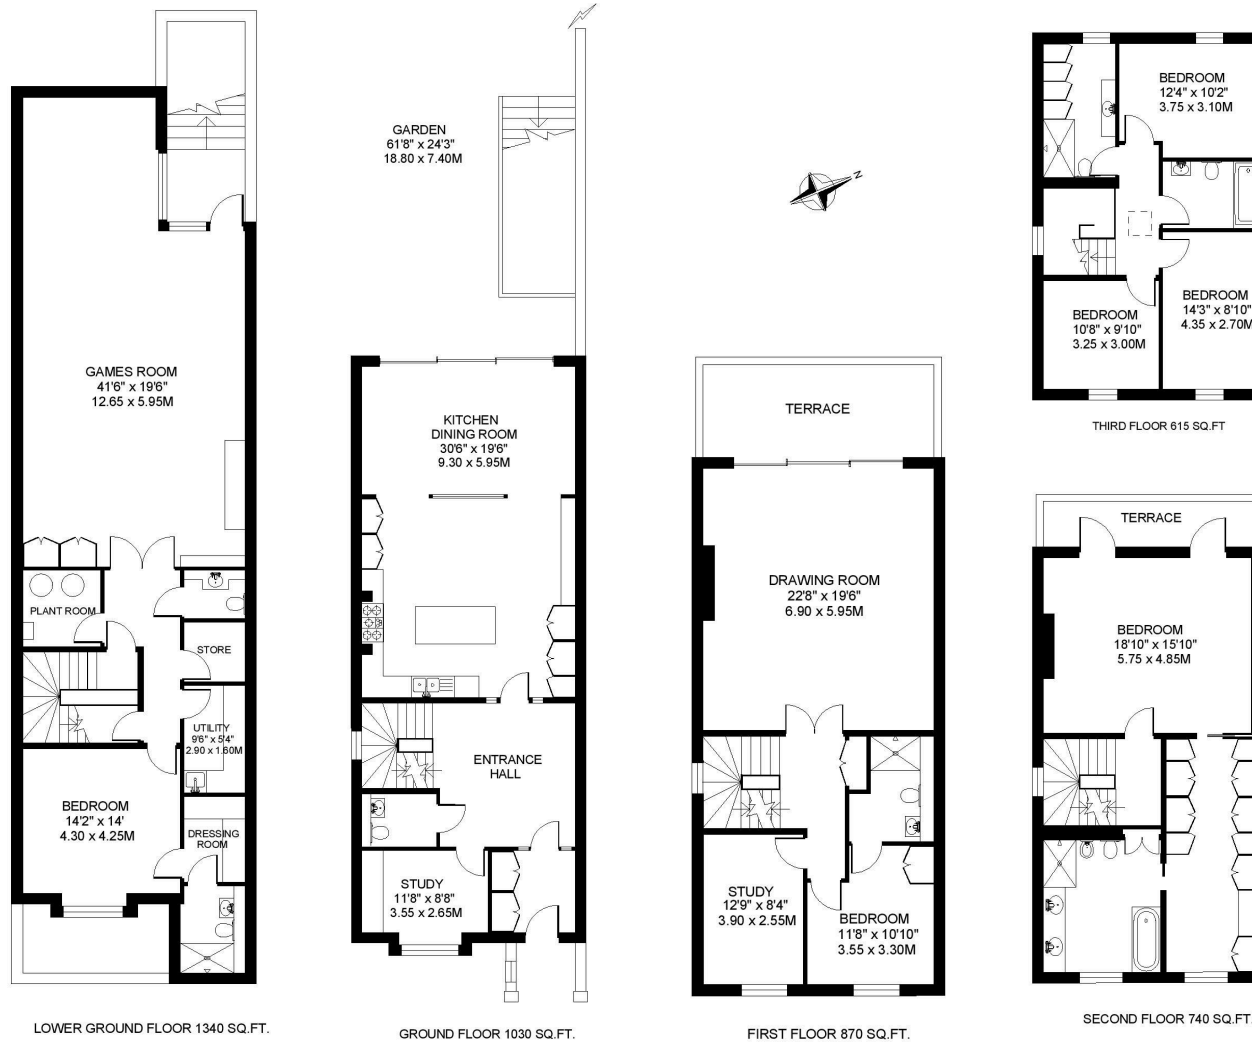 GAMES ROOM
41'6" x 19'6"
12.65 x 5.95M
PLANT ROOM
STORE
UTILITY
9'6" x 5'4"
2.90 x 1.60M
BEDROOM
14'2" x 14'
4.30 x 4.25M
DRESSING
ROOM
LOWER GROUND FLOOR 1340 SQ.FT.
GARDEN
61'8" x 24'3"
18.80 x 7.40M
KITCHEN
DINING ROOM
30'6" x 19'6"
9.30 x 5.95M
ENTRANCE
HALL
STUDY
11'8" x 8'8"
3.55 x 2.65M
GROUND FLOOR 1030 SQ.FT.
N
TERRACE
DRAWING ROOM
22'8" x 19'6"
6.90 x 5.95M
STUDY
12'9" x 8'4"
3.90 x 2.55M
BEDROOM
11'8" x 10'10"
3.55 x 3.30M
FIRST FLOOR 870 SQ.FT.
BEDROOM
12'4" x 10'2"
3.75 x 3.10M
BEDROOM
14'3" x 8'10"
4.35 x 2.70M
BEDROOM
10'8" x 9'10"
3.25 x 3.00M
THIRD FLOOR 615 SQ.FT
TERRACE
BEDROOM
18'10" x 15'10"
5.75 x 4.85M
SECOND FLOOR 740 SQ.FT.